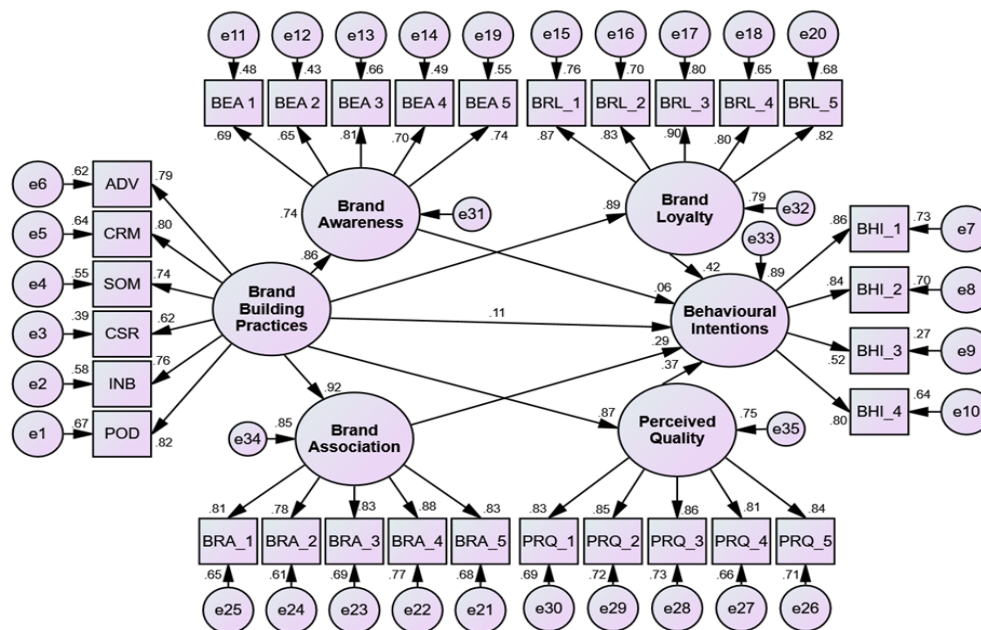 e11 e12 e13 e14 e19 e15 e16 e17 e18 e20
.48 .43 .66 .49 .55 .76 .70 .80 .65 .68
BEA 1 BEA 2 BEA 3 BEA 4 BEA 5 BRL_1 BRL_2 BRL_3 BRL_4 BRL_5
.69 .65 .81 .70 .74 .87 .83 .90 .80 .82
e6 .62 ADV .79
e5 .64 CRM .80
e4 .55 SOM .74
e3 .39 CSR .62
e2 .58 INB .76
e1 .67 POD .82
.74 Brand
Awareness
e31
.89 Brand
Loyalty
.79 e32
e33
.89
.86
Brand
Building
Practices
.06
.42
.11
.29
.37
Behavioural
Intentions
.86 BHI_1 .73 e7
.84 BHI_2 .70 e8
.52 BHI_3 .27 e9
.80 BHI_4 .64 e10
.92
e34 .85 Brand
Association
.87 Perceived
Quality
.75 e35
.81 .78 .83 .88 .83 .83 .85 .86 .81 .84
BRA_1 BRA_2 BRA_3 BRA_4 BRA_5 PRQ_1 PRQ_2 PRQ_3 PRQ_4 PRQ_5
.65 .61 .69 .77 .68 .69 .72 .73 .66 .71
e25 e24 e23 e22 e21 e30 e29 e28 e27 e26